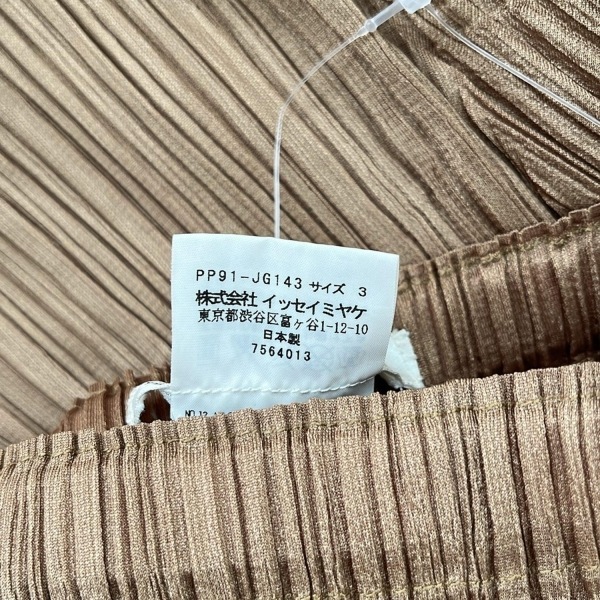 PP91-JG143 サイズ 3
株式会社 イッセイミヤケ
東京都渋谷区富ヶ谷1-12-10
日本製
7564013